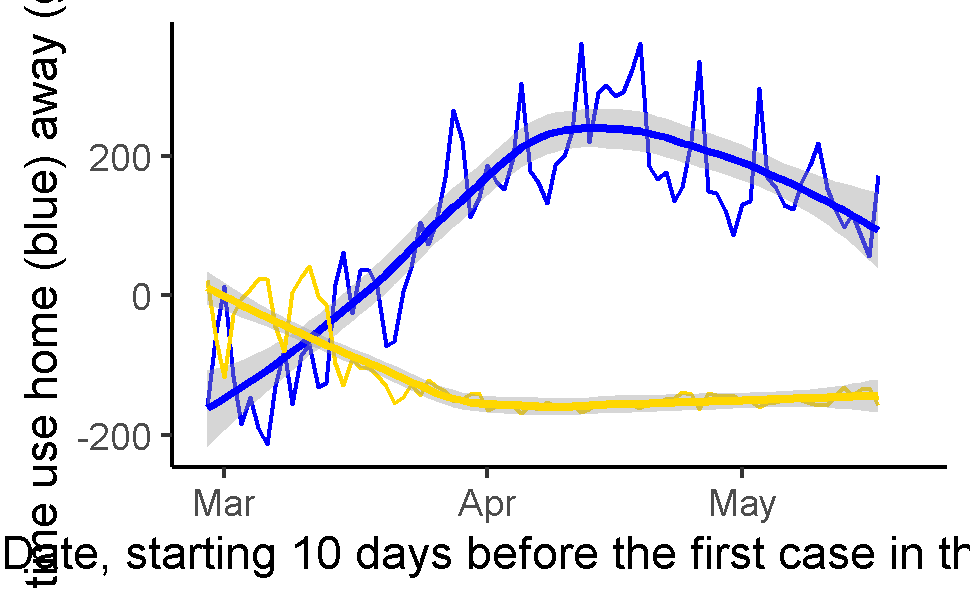 time use home (blue) away (
200
0
-200
Mar Apr May
Date, starting 10 days before the first case in th